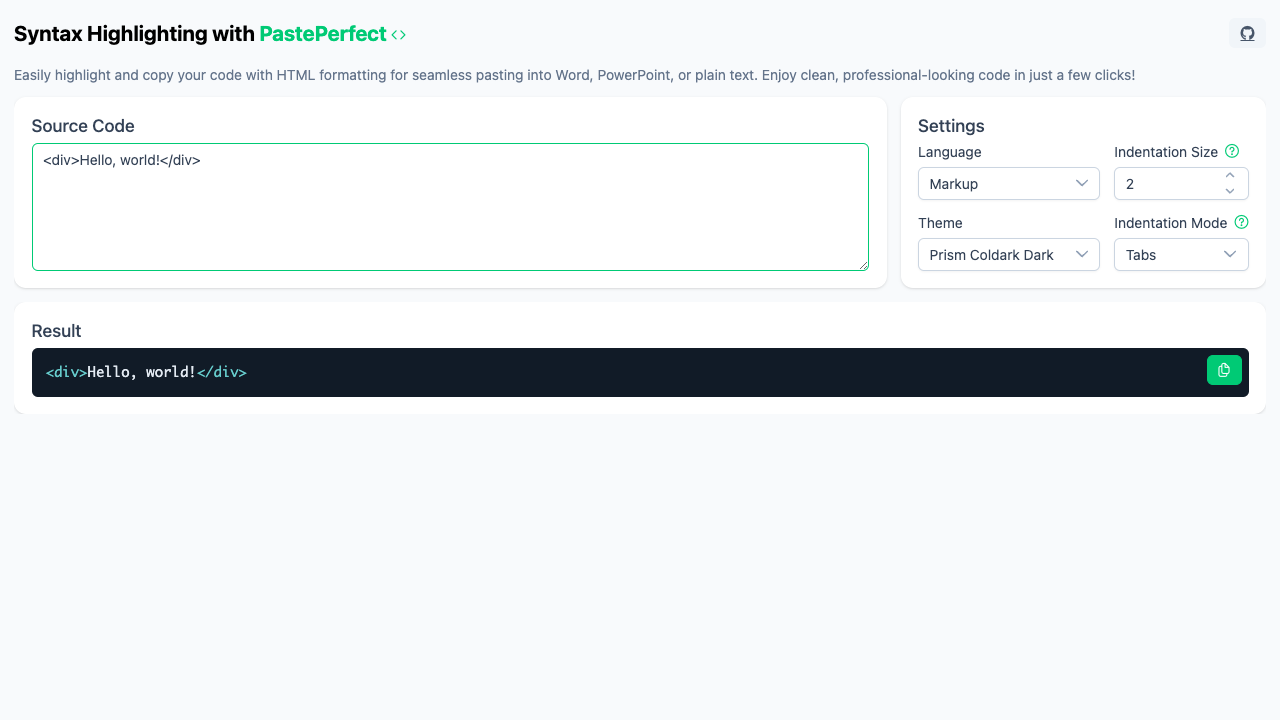 Syntax Highlighting with PastePerfect <>
Easily highlight and copy your code with HTML formatting for seamless pasting into Word, PowerPoint, or plain text. Enjoy clean, professional-looking code in just a few clicks!
Source Code
<div>Hello, world!</div>
Settings
Language
Indentation Size
Markup
2
Theme
Indentation Mode
Prism Coldark Dark
Tabs
Result
<div>Hello, world!</div>